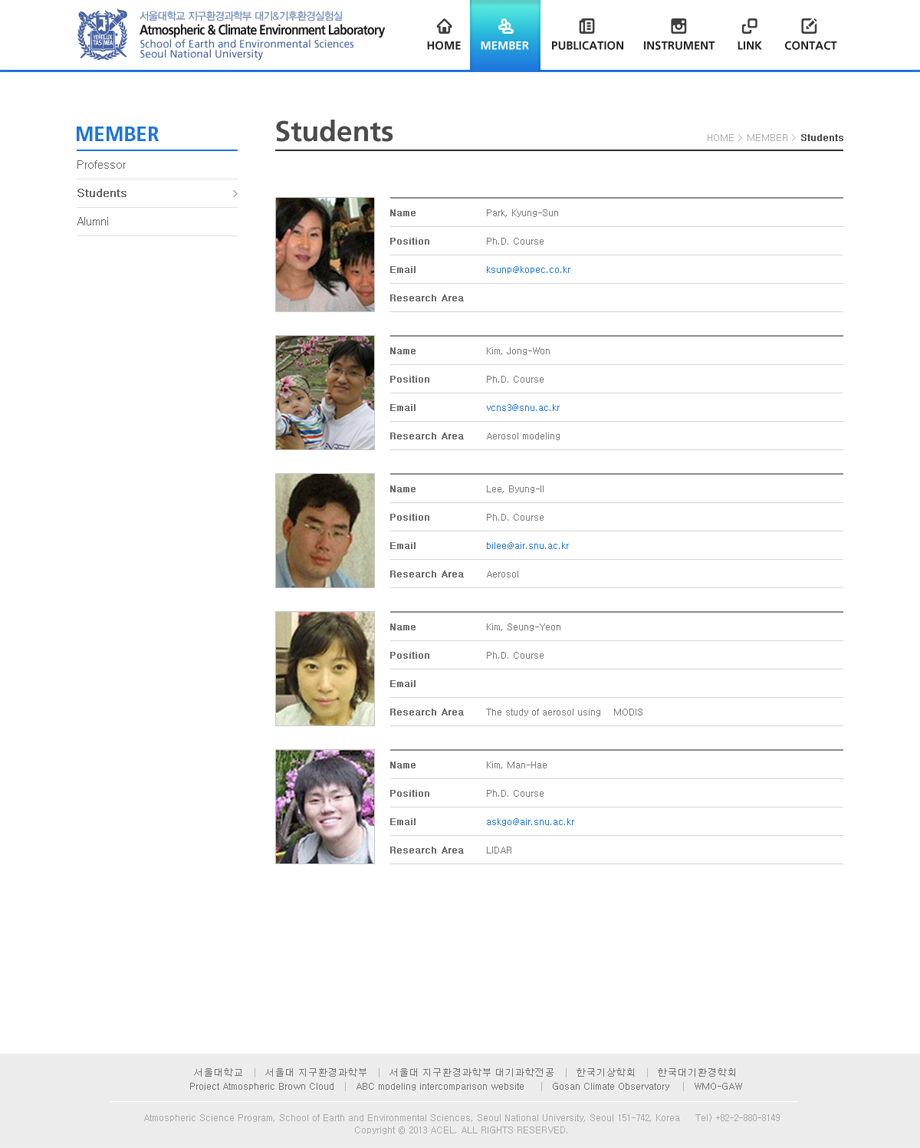 서울대학교 지구환경과학부 대기&기후환경실험실
Atmospheric & Climate Environment Laboratory
School of Earth and Environmental Sciences
Seoul National University
HOME MEMBER PUBLICATION INSTRUMENT LINK CONTACT
MEMBER
Professor
Students
Alumni
Students
HOME > MEMBER > Students
Name Park, Kyung-Sun
Position Ph.D. Course
Email ksunp@kopec.co.kr
Research Area
Name Kim, Jong-Won
Position Ph.D. Course
Email vcns3@snu.ac.kr
Research Area Aerosol modeling
Name Lee, Byung-Il
Position Ph.D. Course
Email bilee@air.snu.ac.kr
Research Area Aerosol
Name Kim, Seung-Yeon
Position Ph.D. Course
Email
Research Area The study of aerosol using MODIS
Name Kim, Man-Hae
Position Ph.D. Course
Email askgo@air.snu.ac.kr
Research Area LIDAR
서울대학교 | 서울대 지구환경과학부 | 서울대 지구환경과학부 대기과학전공 | 한국기상학회 | 한국대기환경학회
Project Atmospheric Brown Cloud | ABC modeling intercomparison website | Gosan Climate Observatory | WMO-GAW
Atmospheric Science Program, School of Earth and Environmental Sciences, Seoul National University, Seoul 151-742, Korea Tel) +82-2-880-8149
Copyright © 2013 ACEL. ALL RIGHTS RESERVED.